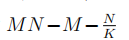 MN − M − N/K